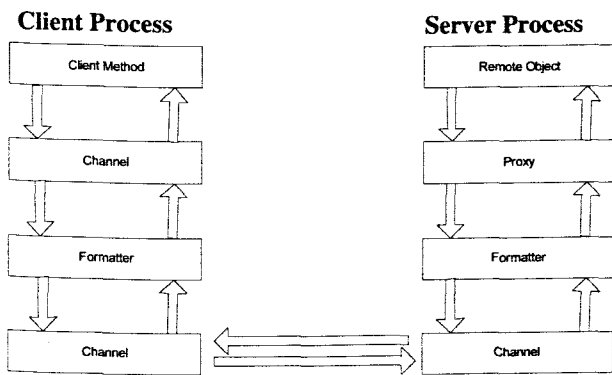 Client Process
Server Process
Client Method
Remote Object
Channel
Proxy
Formatter
Formatter
Channel
Channel